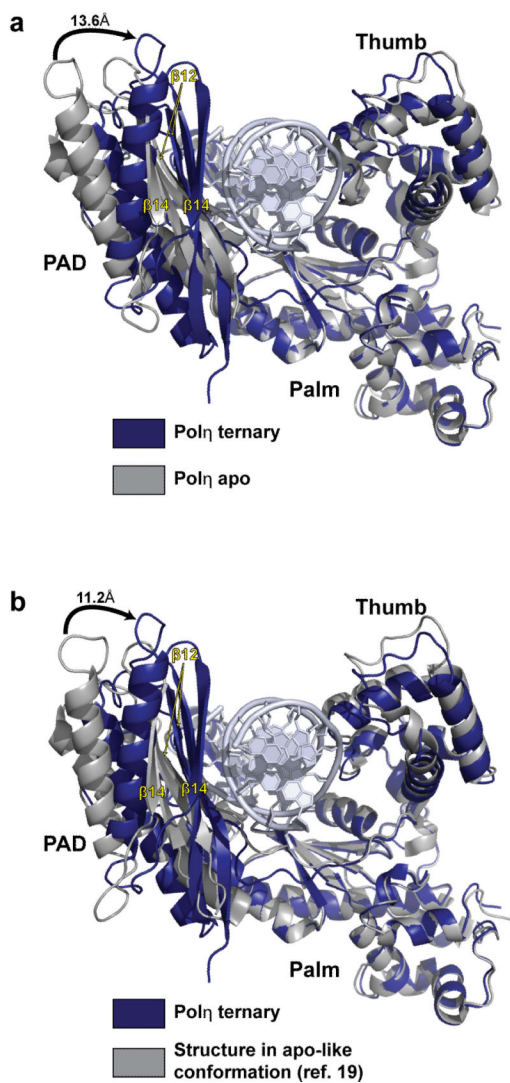 a
13.6Å
Thumb
β12
β14 β14
PAD
Palm
Polη ternary
Polη apo
b
11.2Å
Thumb
β12
β14 β14
PAD
Palm
Polη ternary
Structure in apo-like
conformation (ref. 19)